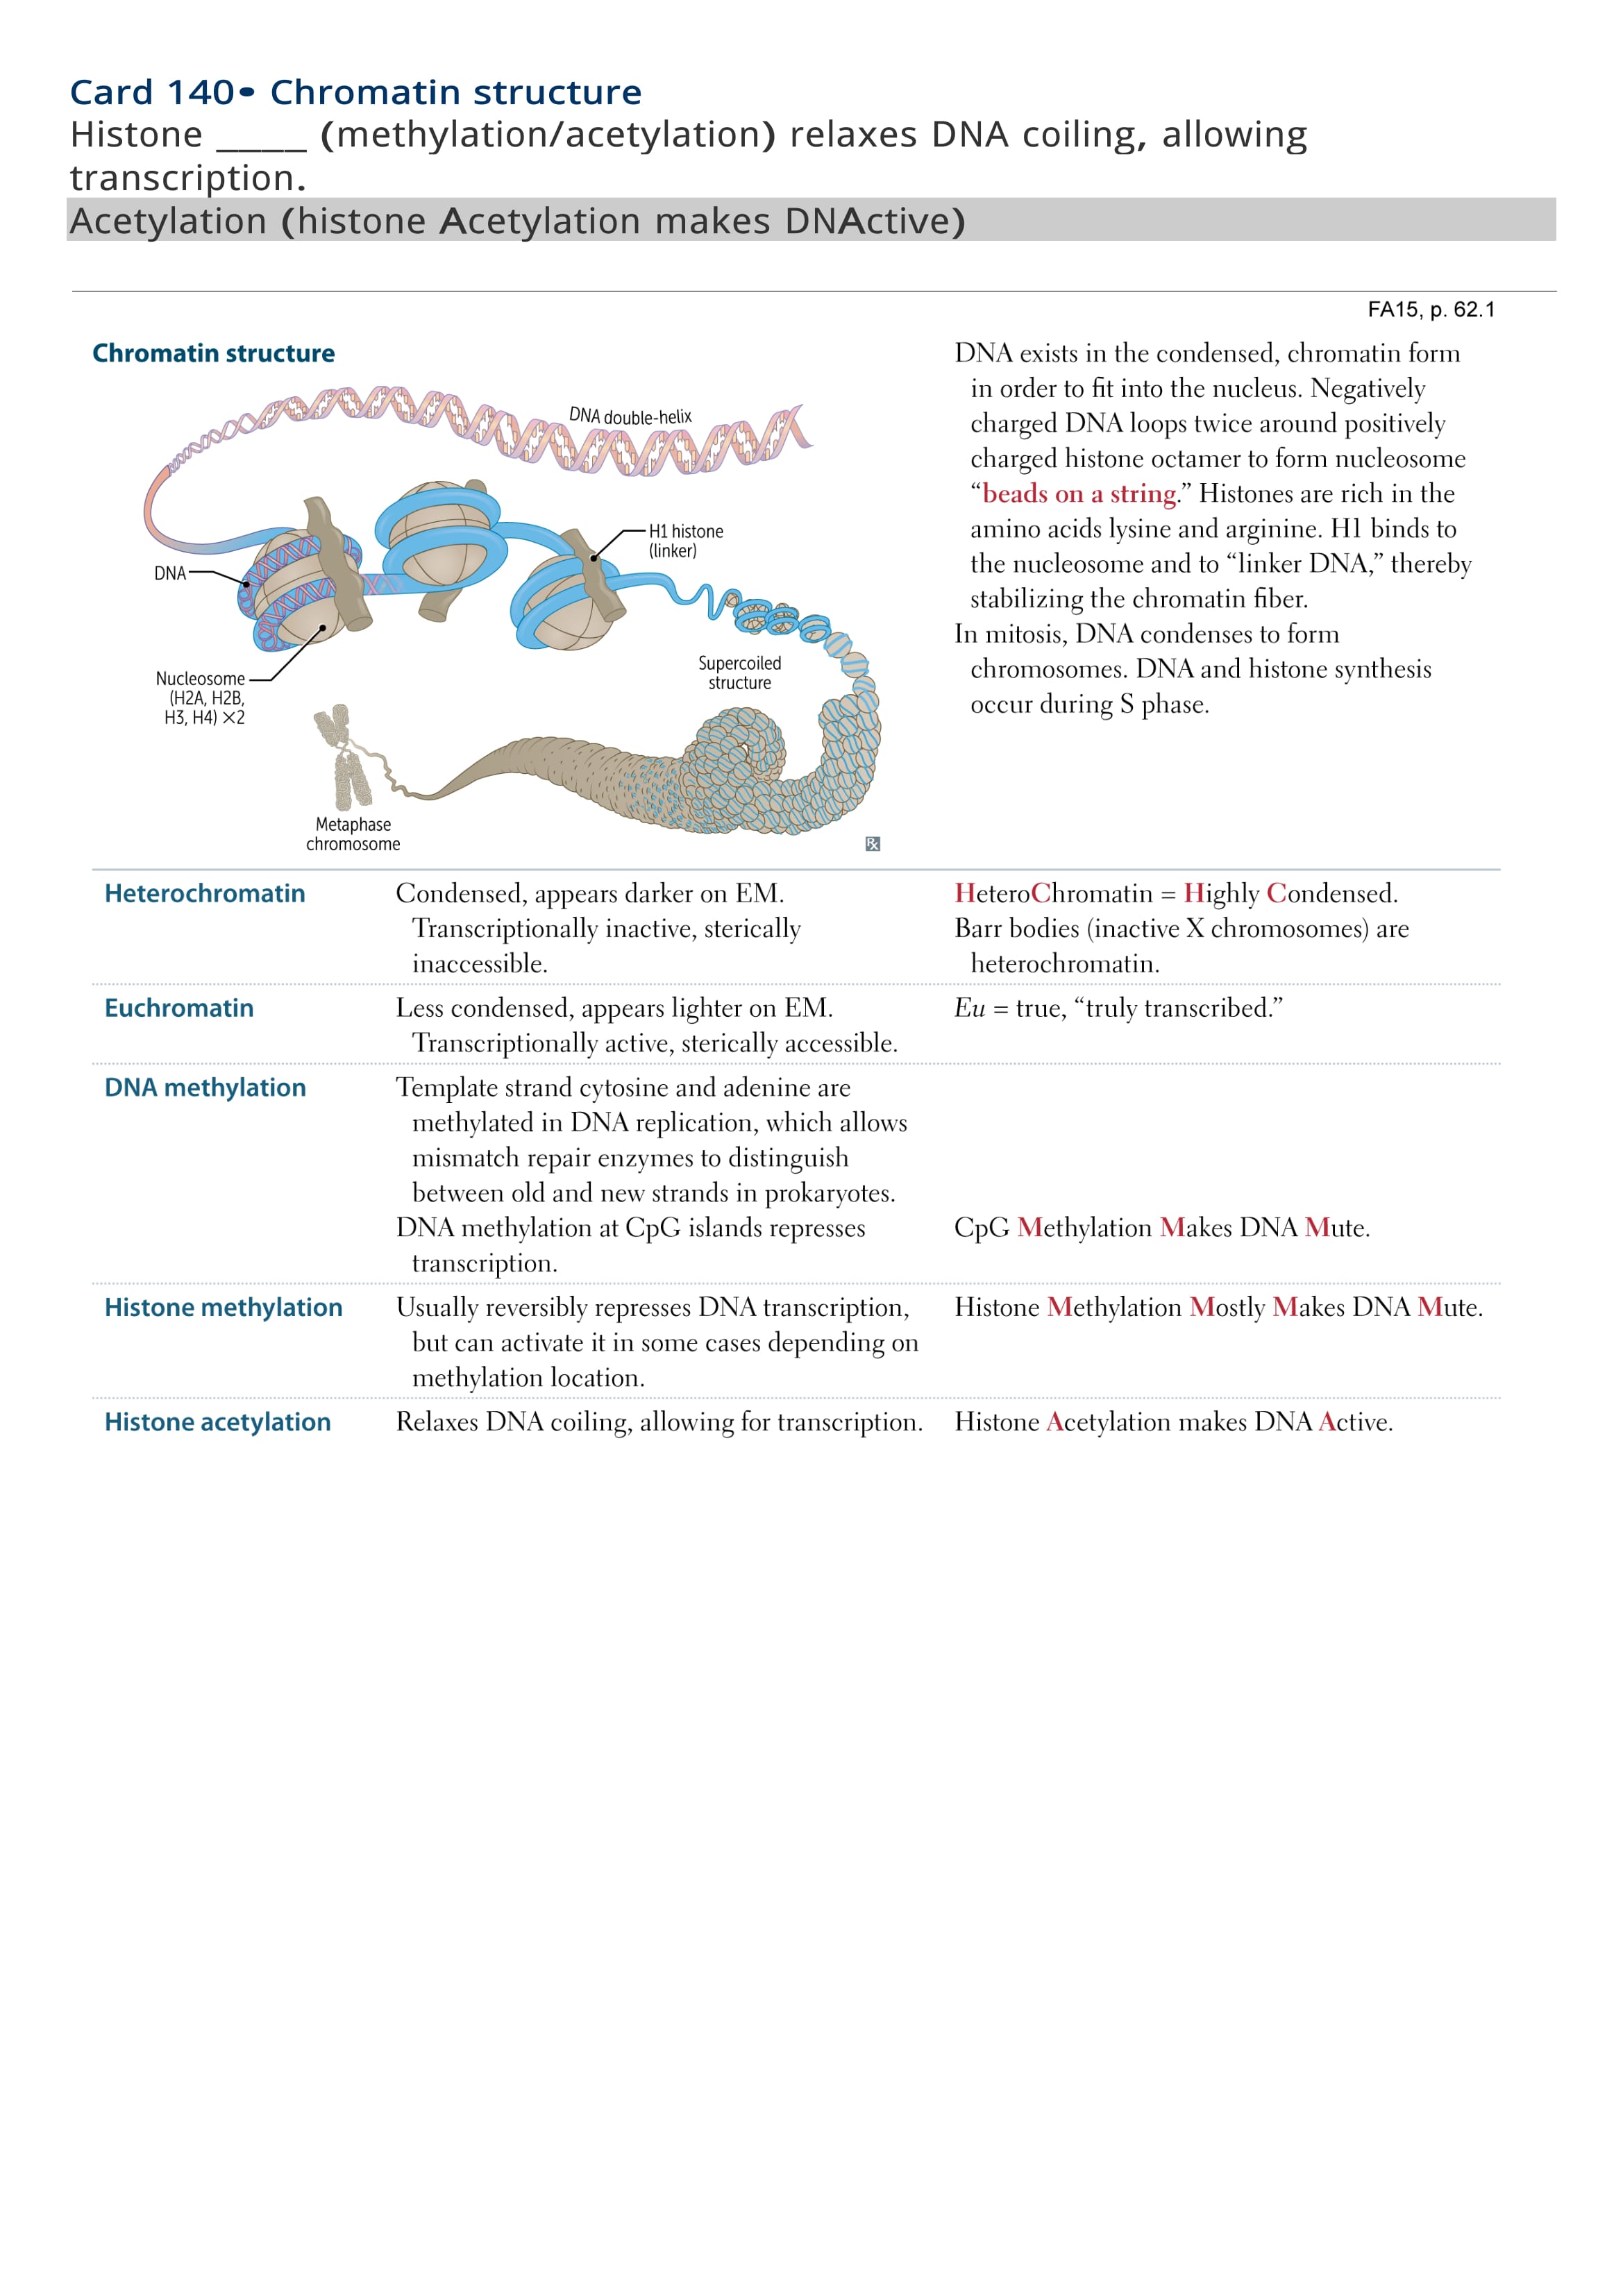 Card 140• Chromatin structure
Histone _____ (methylation/acetylation) relaxes DNA coiling, allowing
transcription.
Acetylation (histone Acetylation makes DNActive)
FA15, p. 62.1
Chromatin structure
DNA double-helix
H1 histone
(linker)
DNA
Nucleosome
(H2A, H2B,
H3, H4) ×2
Supercoiled
structure
Metaphase
chromosome
Rx
DNA exists in the condensed, chromatin form
in order to fit into the nucleus. Negatively
charged DNA loops twice around positively
charged histone octamer to form nucleosome
“beads on a string.” Histones are rich in the
amino acids lysine and arginine. H1 binds to
the nucleosome and to “linker DNA,” thereby
stabilizing the chromatin fiber.
In mitosis, DNA condenses to form
chromosomes. DNA and histone synthesis
occur during S phase.
Heterochromatin
Condensed, appears darker on EM.
Transcriptionally inactive, sterically
inaccessible.
HeteroChromatin = Highly Condensed.
Barr bodies (inactive X chromosomes) are
heterochromatin.
Euchromatin
Less condensed, appears lighter on EM.
Transcriptionally active, sterically accessible.
Eu = true, “truly transcribed.”
DNA methylation
Template strand cytosine and adenine are
methylated in DNA replication, which allows
mismatch repair enzymes to distinguish
between old and new strands in prokaryotes.
DNA methylation at CpG islands represses
transcription.
CpG Methylation Makes DNA Mute.
Histone methylation
Usually reversibly represses DNA transcription,
but can activate it in some cases depending on
methylation location.
Histone Methylation Mostly Makes DNA Mute.
Histone acetylation
Relaxes DNA coiling, allowing for transcription.
Histone Acetylation makes DNA Active.